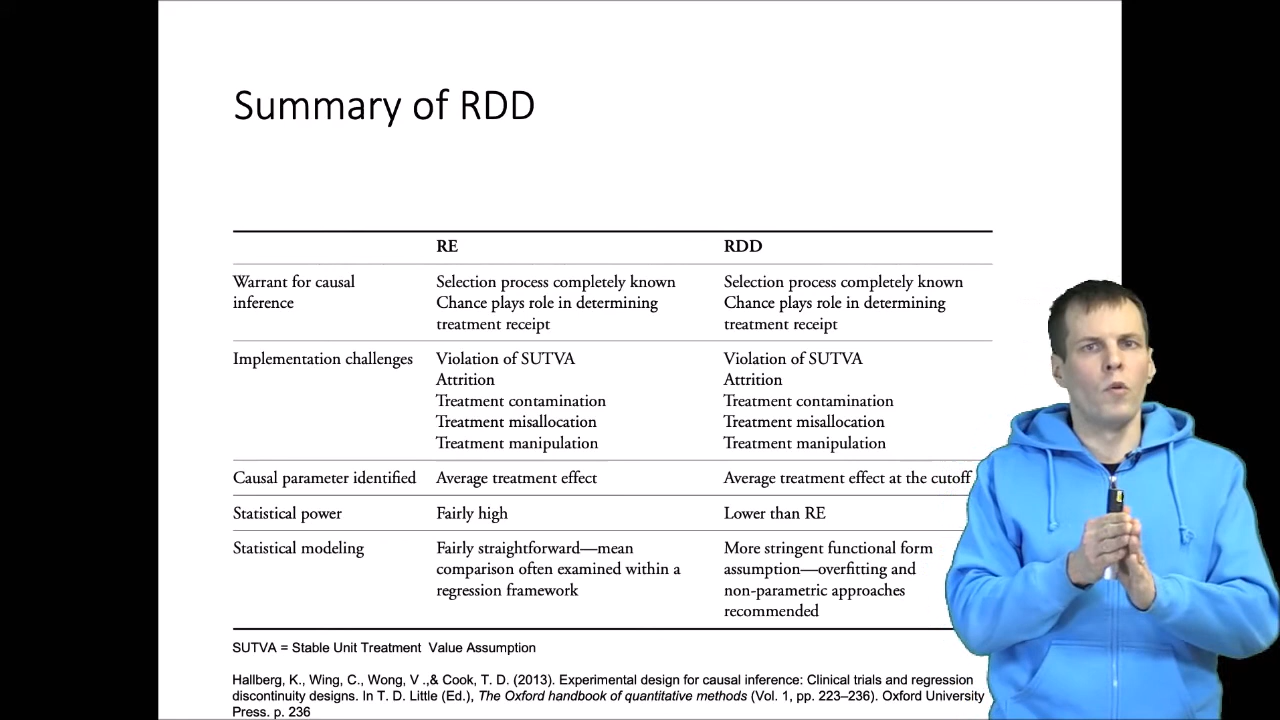 Summary of RDD
RE RDD
Warrant for causal inference
Selection process completely known
Chance plays role in determining
treatment receipt
Selection process completely known
Chance plays role in determining
treatment receipt
Implementation challenges
Violation of SUTVA
Attrition
Treatment contamination
Treatment misallocation
Treatment manipulation
Violation of SUTVA
Attrition
Treatment contamination
Treatment misallocation
Treatment manipulation
Causal parameter identified Average treatment effect Average treatment effect at the cutoff
Statistical power Fairly high Lower than RE
Statistical modeling
Fairly straightforward—mean
comparison often examined within a
regression framework
More stringent functional form
assumption—overfitting and
non-parametric approaches
recommended
SUTVA = Stable Unit Treatment Value Assumption
Hallberg, K., Wing, C., Wong, V .,& Cook, T. D. (2013). Experimental design for causal inference: Clinical trials and regression
discontinuity designs. In T. D. Little (Ed.), The Oxford handbook of quantitative methods (Vol. 1, pp. 223–236). Oxford University
Press. p. 236